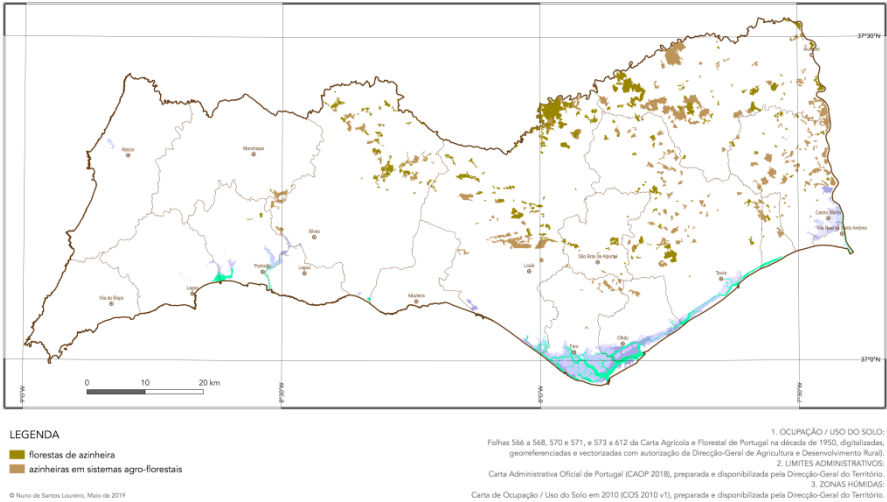 37°30'N
Alcoutim
Aljezur
Monchique
Castro Marim
Vila Real de Santo António
Silves
São Brás de Alportel
Loulé
Portimão
Lagoa
Tavira
Lagos
Vila do Bispo
Albufeira
Olhão
Faro
37°0'N
0 10 20 km
9°0'W
8°30'W
8°0'W
7°30'W
LEGENDA
florestas de azinheira
azinheiras em sistemas agro-florestais
© Nuno de Santos Loureiro, Maio de 2019
1. OCUPAÇÃO / USO DO SOLO:
Folhas 566 a 568, 570 e 571, e 573 a 612 da Carta Agrícola e Florestal de Portugal na década de 1950, digitalizadas,
georreferenciadas e vectorizadas com autorização da Direcção-Geral de Agricultura e Desenvolvimento Rural).
2. LIMITES ADMINISTRATIVOS:
Carta Administrativa Oficial de Portugal (CAOP 2018), preparada e disponibilizada pela Direcção-Geral do Território.
3. ZONAS HÚMIDAS:
Carta de Ocupação / Uso do Solo em 2010 (COS 2010 v1), preparada e disponibilizada pela Direcção-Geral do Território.